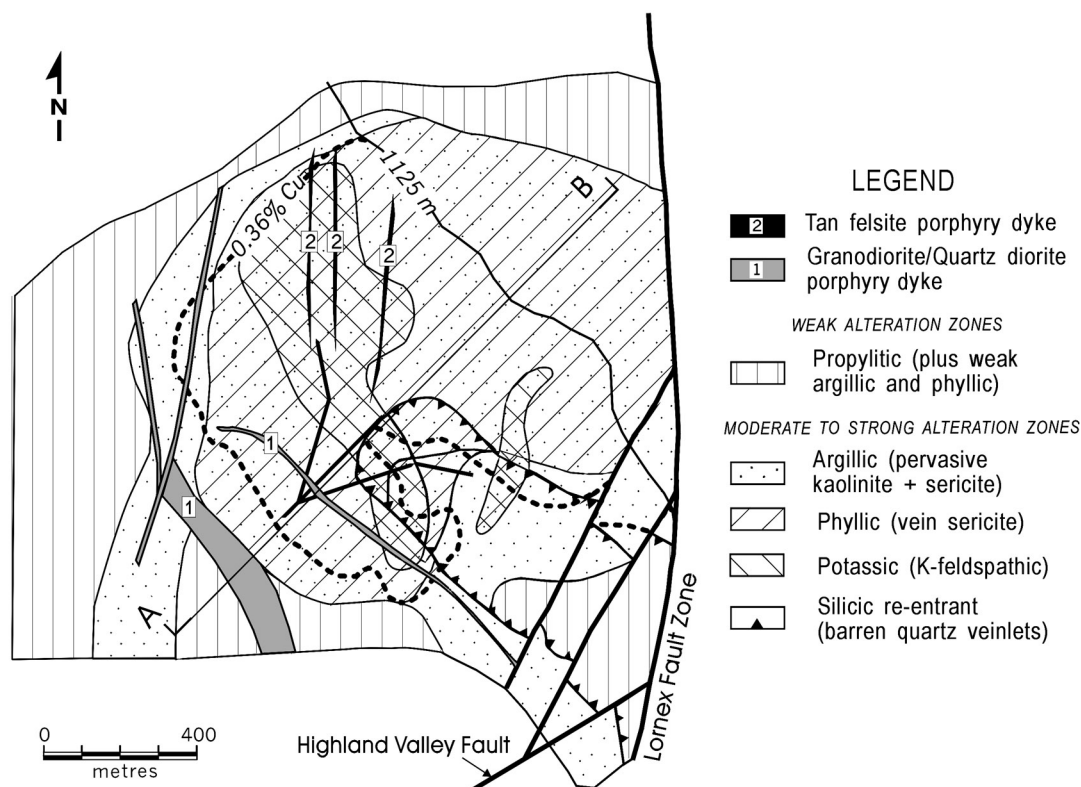 N
0.36% Cu
1125 m
B
2
2
2
1
1
A
0 400
metres
Highland Valley Fault
Lornex Fault Zone
LEGEND
2 Tan felsite porphyry dyke
1 Granodiorite/Quartz diorite
porphyry dyke
WEAK ALTERATION ZONES
Propylitic (plus weak
argillic and phyllic)
MODERATE TO STRONG ALTERATION ZONES
Argillic (pervasive
kaolinite + sericite)
Phyllic (vein sericite)
Potassic (K-feldspathic)
Silicic re-entrant
(barren quartz veinlets)